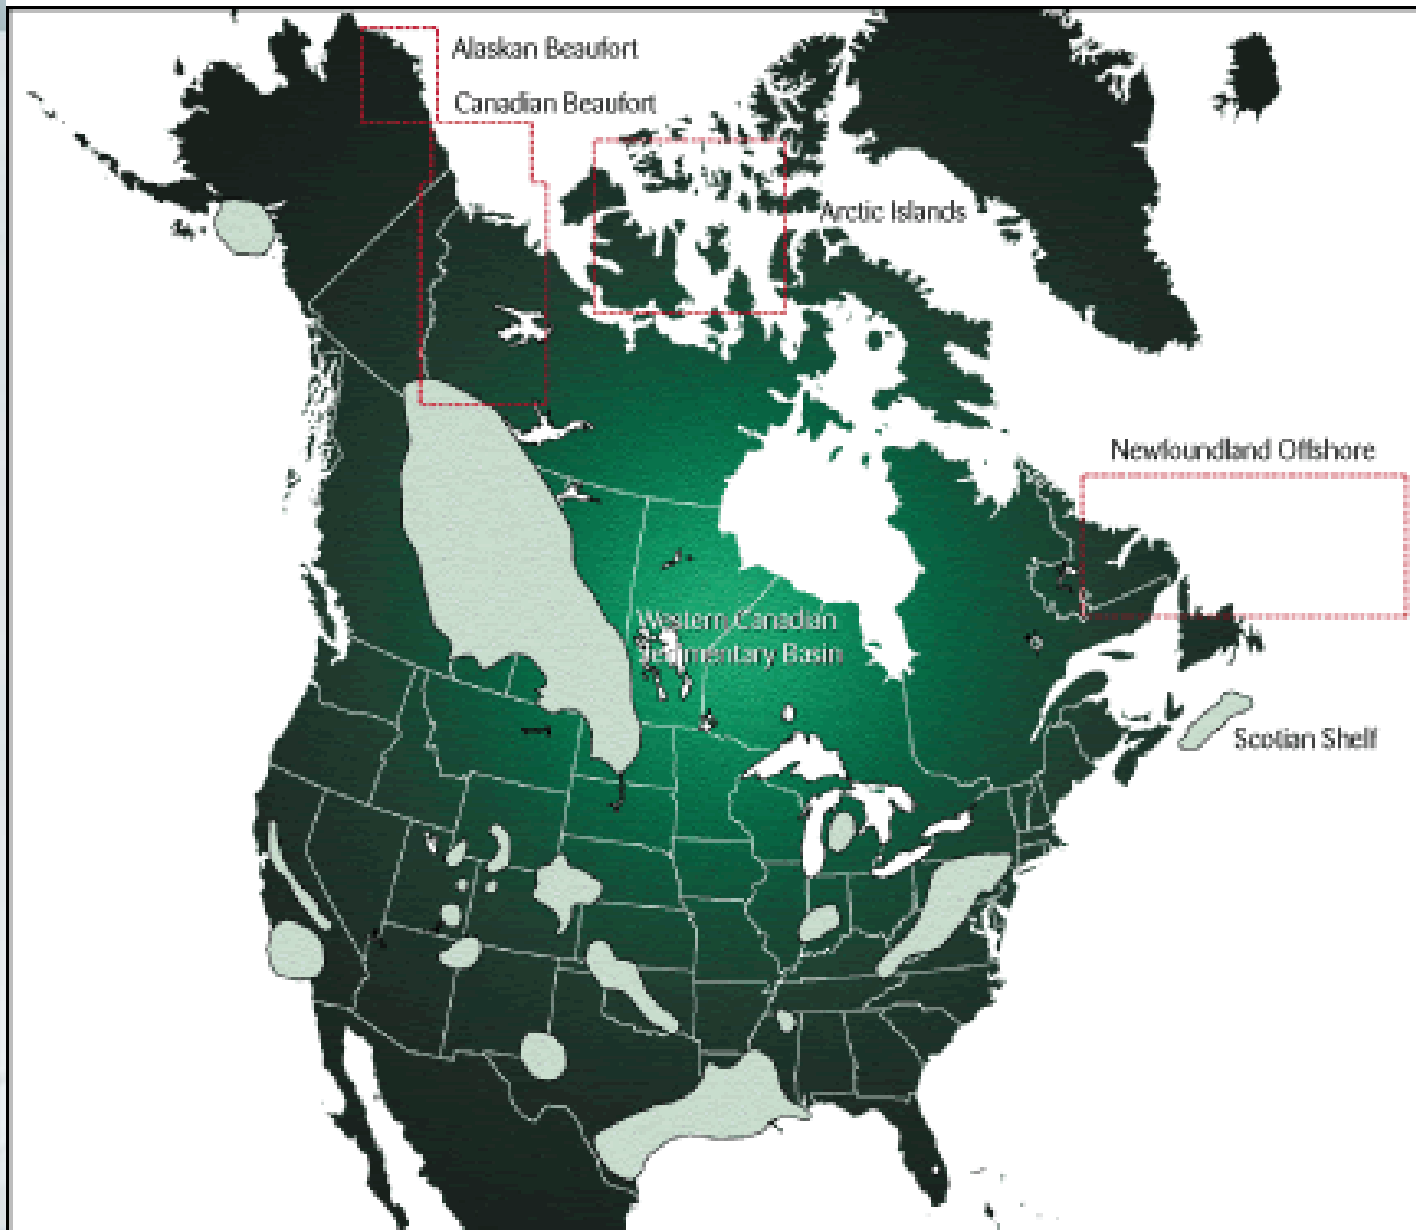 Alaskan Beaufort
Canadian Beaufort
Arctic Islands
Newfoundland Offshore
Western Canadian
Sedimentary Basin
Scotian Shelf